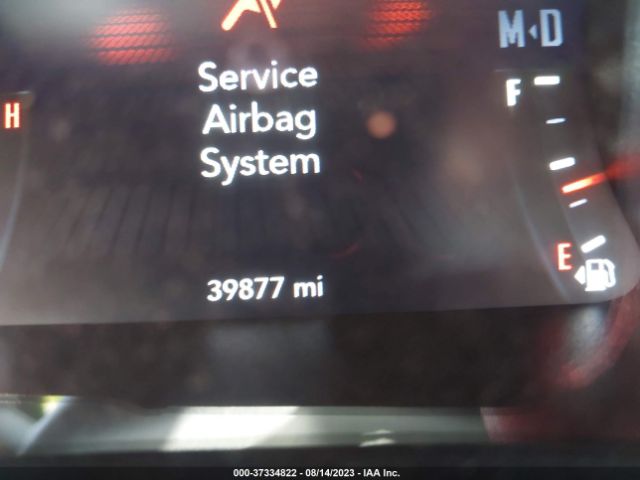 M◂D
Service
F
H
Airbag
System
E
39877 mi
000-37334822 - 08/14/2023 - IAA Inc.